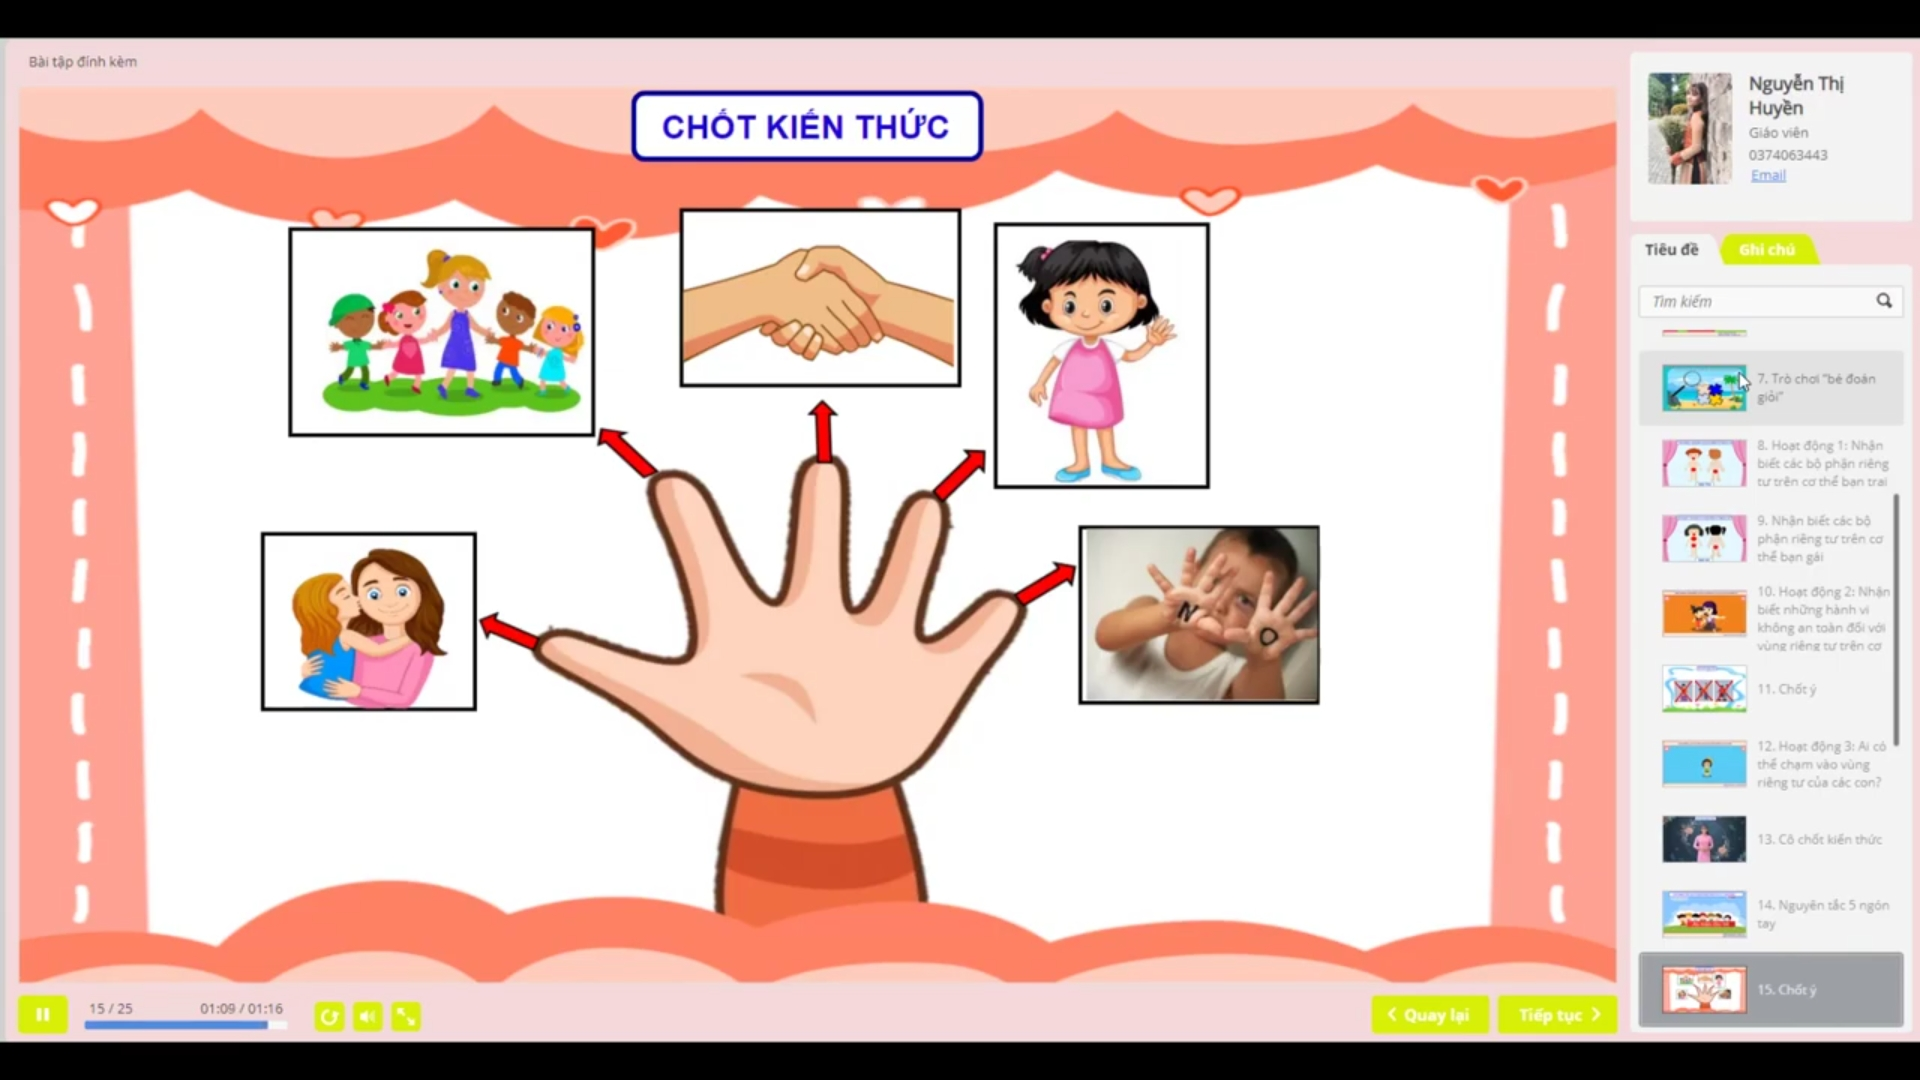 Bài tập đính kèm
CHỐT KIẾN THỨC
N O
15 / 25
01:09 / 01:16
Quay lại
Tiếp tục
Nguyễn Thị
Huyền
Giáo viên
0374063443
Email
Tiêu đề
Ghi chú
Tìm kiếm
7. Trò chơi "bé đoán
giỏi"
8. Hoạt động 1: Nhận
biết các bộ phận riêng
tư trên cơ thể bạn trai
9. Nhận biết các bộ
phận riêng tư trên cơ
thể bạn gái
10. Hoạt động 2: Nhận
biết những hành vi
không an toàn đối với
vùng riêng tư trên cơ
11. Chốt ý
12. Hoạt động 3: Ai có
thể chạm vào vùng
riêng tư của các con?
13. Cô chốt kiến thức
14. Nguyên tắc 5 ngón
tay
15. Chốt ý